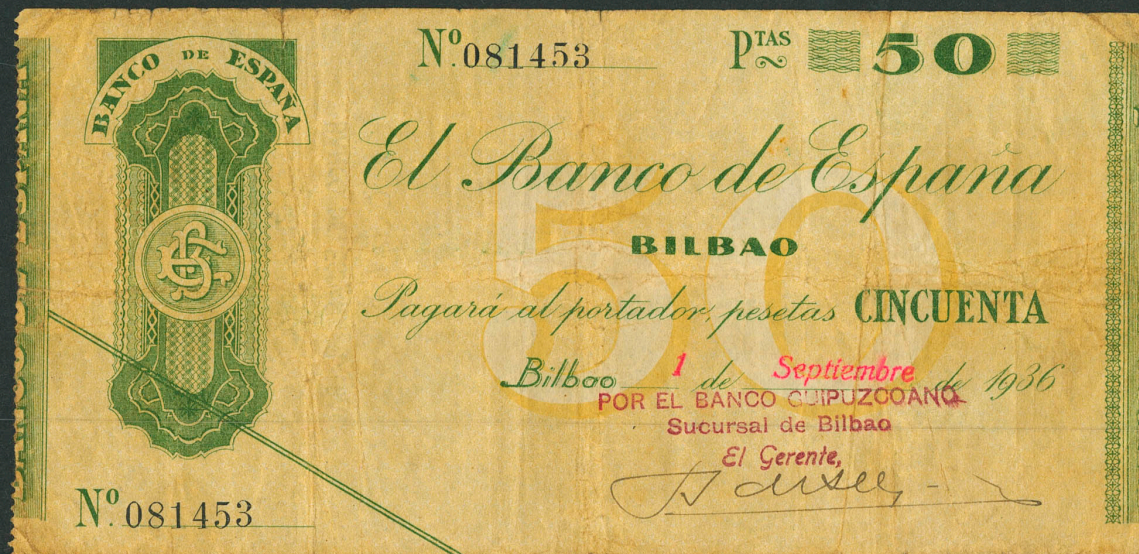 BANCO DE ESPAÑA
Nº. 081453
PTAS 50
El Banco de España
BILBAO
Pagará al portador, pesetas CINCUENTA
Bilbao 1 de Septiembre de 1936
POR EL BANCO GUIPUZCOANO
Sucursal de Bilbao
El Gerente,
Nº. 081453
50